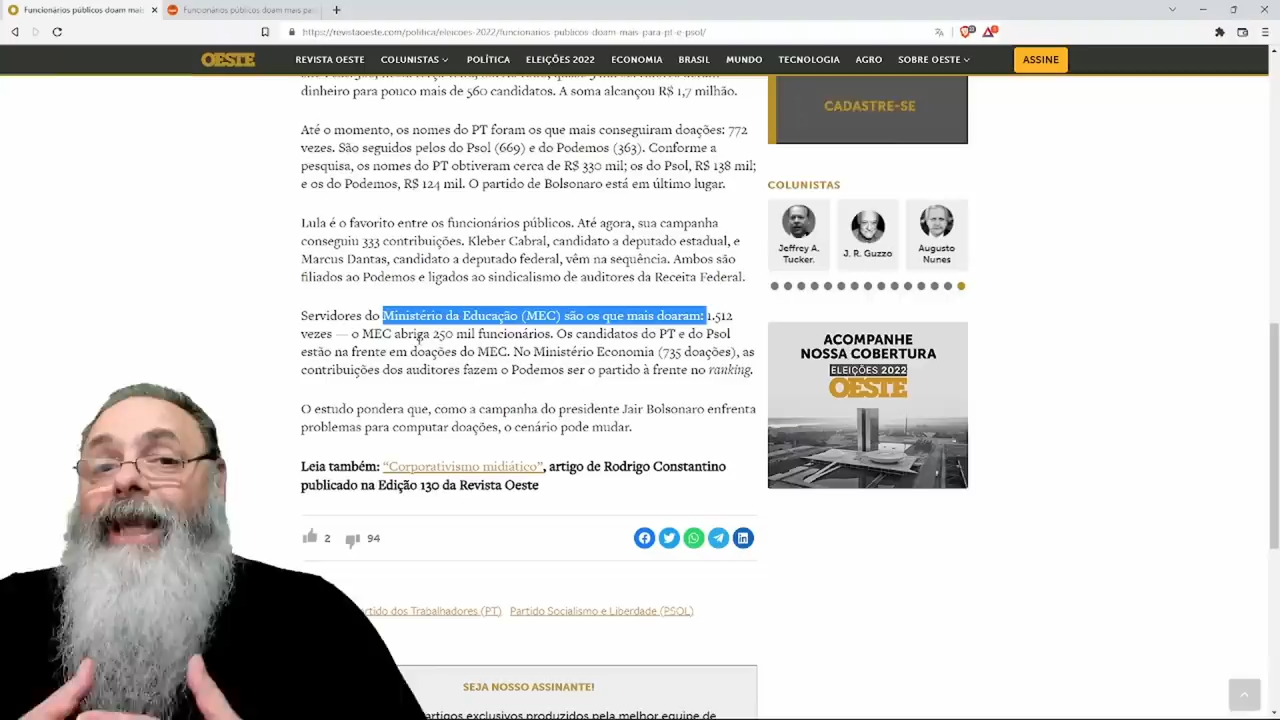 Funcionários públicos doam mais
Funcionários públicos doam mais pe
https://revistaoeste.com/politica/eleicoes-2022/funcionarios-publicos-doam-mais-para-pt-e-psol/
OESTE
REVISTA OESTE
COLUNISTAS
POLÍTICA
ELEIÇÕES 2022
ECONOMIA
BRASIL
MUNDO
TECNOLOGIA
AGRO
SOBRE OESTE
ASSINE
dinheiro para pouco mais de 560 candidatos. A soma alcançou R$ 1,7 milhão.
Até o momento, os nomes do PT foram os que mais conseguiram doações: 772
vezes. São seguidos pelos do Psol (669) e do Podemos (363). Conforme a
pesquisa, os nomes do PT obtiveram cerca de R$ 330 mil; os do Psol, R$ 138 mil;
e os do Podemos, R$ 124 mil. O partido de Bolsonaro está em último lugar.
Lula é o favorito entre os funcionários públicos. Até agora, sua campanha
conseguiu 333 contribuições. Kleber Cabral, candidato a deputado estadual, e
Marcus Dantas, candidato a deputado federal, vêm na sequência. Ambos são
filiados ao Podemos e ligados ao sindicalismo de auditores da Receita Federal.
Servidores do Ministério da Educação (MEC) são os que mais doaram: 1.512
vezes — o MEC abriga 250 mil funcionários. Os candidatos do PT e do Psol
estão na frente em doações do MEC. No Ministério Economia (735 doações), as
contribuições dos auditores fazem o Podemos ser o partido à frente no ranking.
O estudo pondera que, como a campanha do presidente Jair Bolsonaro enfrenta
problemas para computar doações, o cenário pode mudar.
Leia também: “Corporativismo midiático”, artigo de Rodrigo Constantino
publicado na Edição 130 da Revista Oeste
2
94
rtido dos Trabalhadores (PT)
Partido Socialismo e Liberdade (PSOL)
SEJA NOSSO ASSINANTE!
artigos exclusivos produzidos pela melhor equipe de
CADASTRE-SE
COLUNISTAS
Jeffrey A.
Tucker.
J. R. Guzzo
Augusto
Nunes
ACOMPANHE
NOSSA COBERTURA
ELEIÇÕES 2022
OESTE